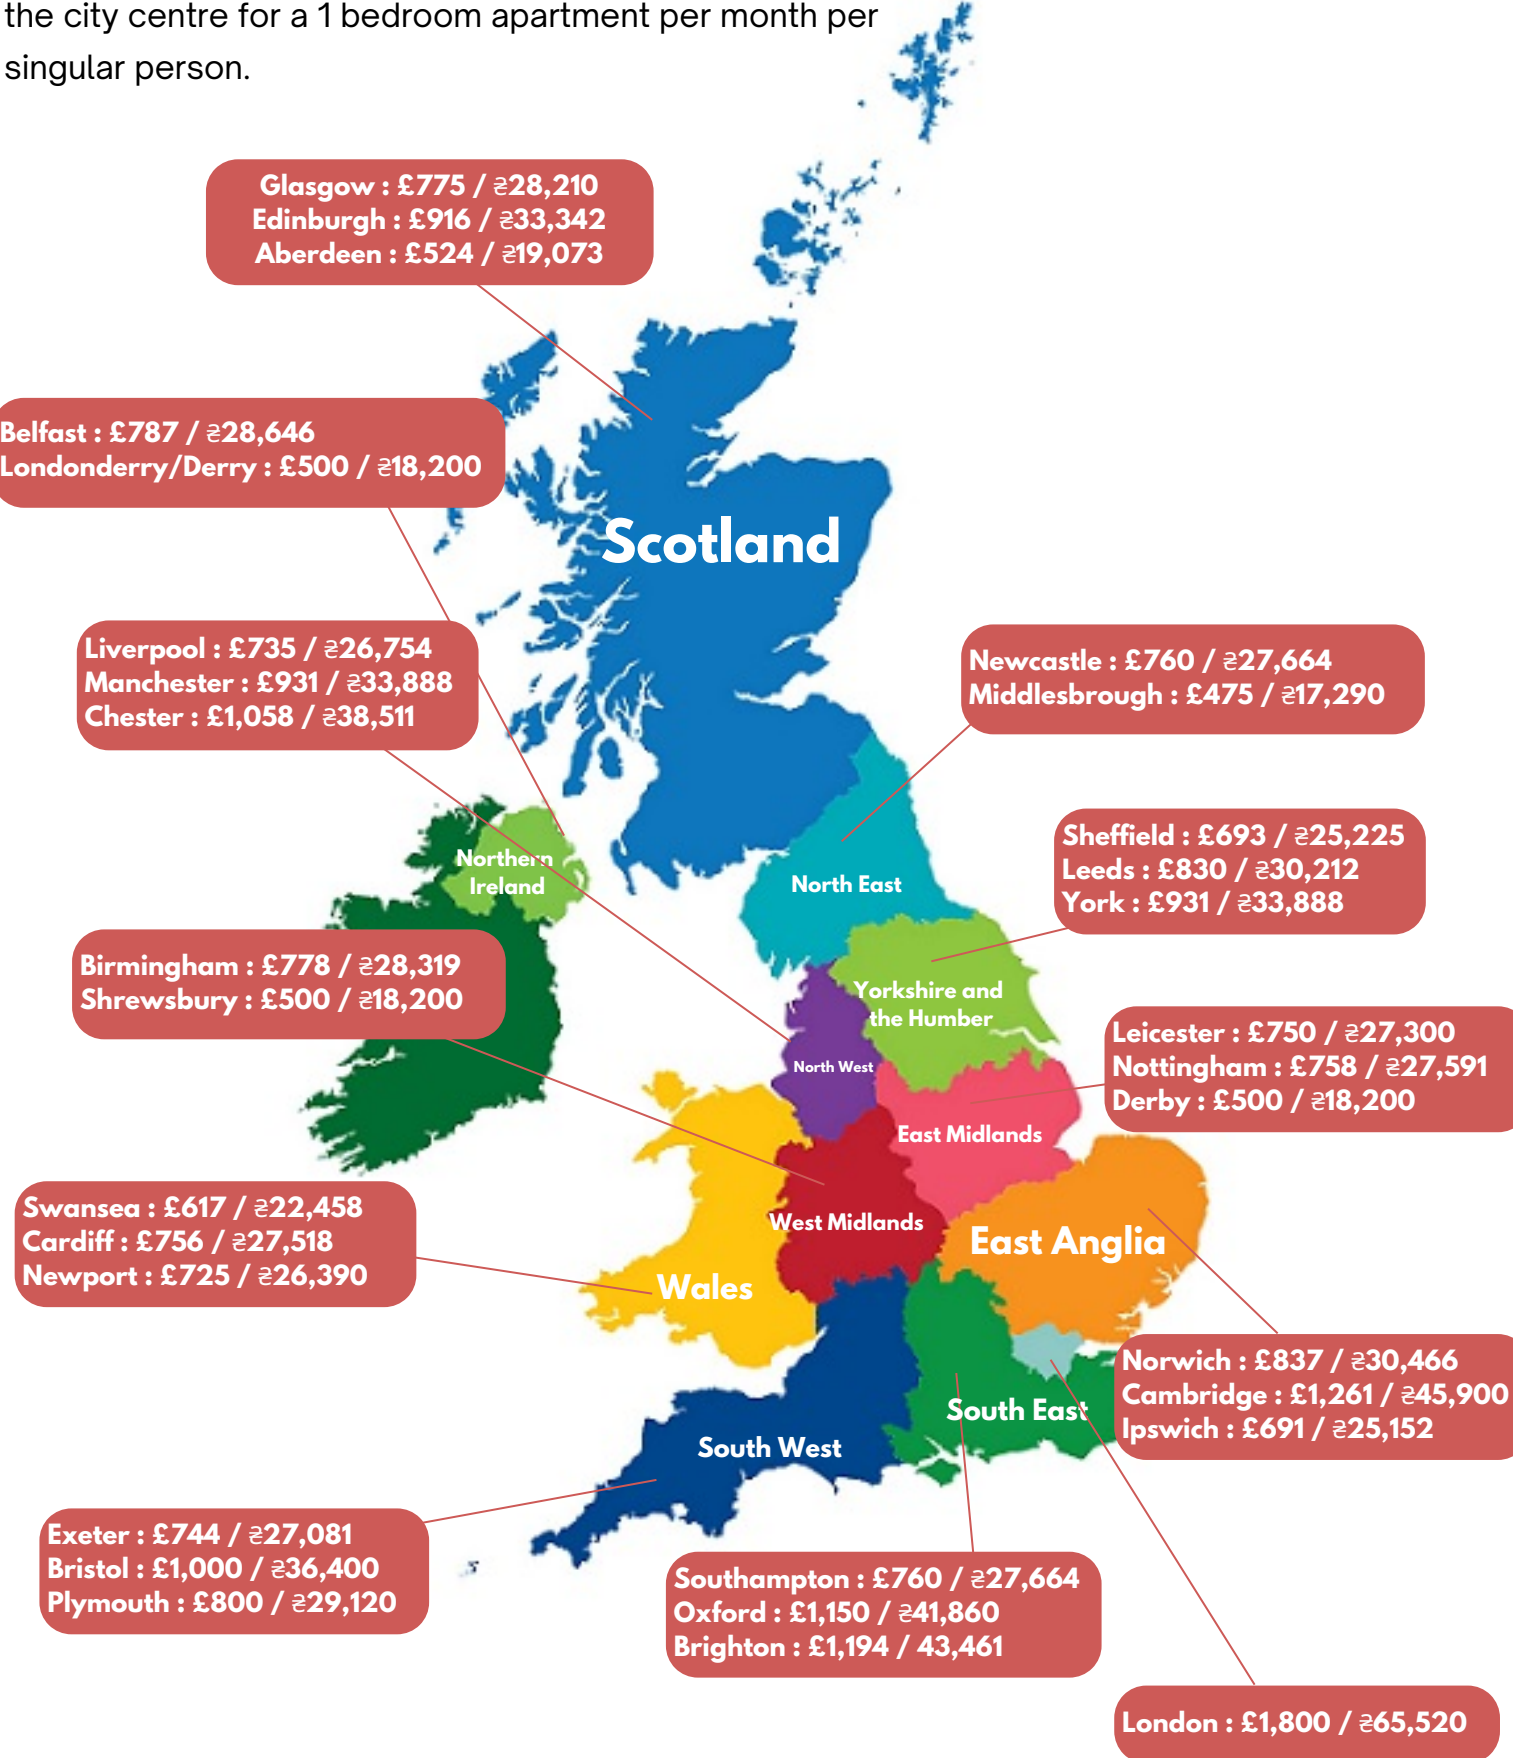 the city centre for a 1 bedroom apartment per month per
singular person.
Glasgow : £775 / ₴28,210
Edinburgh : £916 / ₴33,342
Aberdeen : £524 / ₴19,073
Belfast : £787 / ₴28,646
Londonderry/Derry : £500 / ₴18,200
Scotland
Liverpool : £735 / ₴26,754
Manchester : £931 / ₴33,888
Chester : £1,058 / ₴38,511
Newcastle : £760 / ₴27,664
Middlesbrough : £475 / ₴17,290
Northern
Ireland
North East
Sheffield : £693 / ₴25,225
Leeds : £830 / ₴30,212
York : £931 / ₴33,888
Birmingham : £778 / ₴28,319
Shrewsbury : £500 / ₴18,200
Yorkshire and
the Humber
North West
Leicester : £750 / ₴27,300
Nottingham : £758 / ₴27,591
Derby : £500 / ₴18,200
East Midlands
Swansea : £617 / ₴22,458
Cardiff : £756 / ₴27,518
Newport : £725 / ₴26,390
West Midlands
East Anglia
Wales
Norwich : £837 / ₴30,466
Cambridge : £1,261 / ₴45,900
Ipswich : £691 / ₴25,152
South East
South West
Exeter : £744 / ₴27,081
Bristol : £1,000 / ₴36,400
Plymouth : £800 / ₴29,120
Southampton : £760 / ₴27,664
Oxford : £1,150 / ₴41,860
Brighton : £1,194 / 43,461
London : £1,800 / ₴65,520